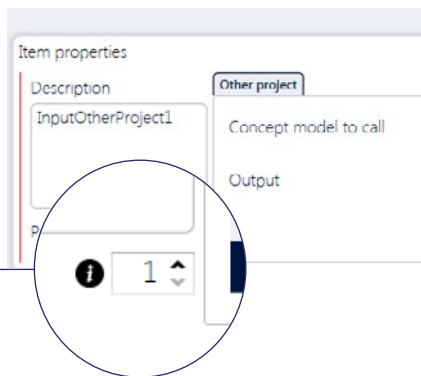 Item properties
Description
InputOtherProject1
Other project
Concept model to call
Output
1